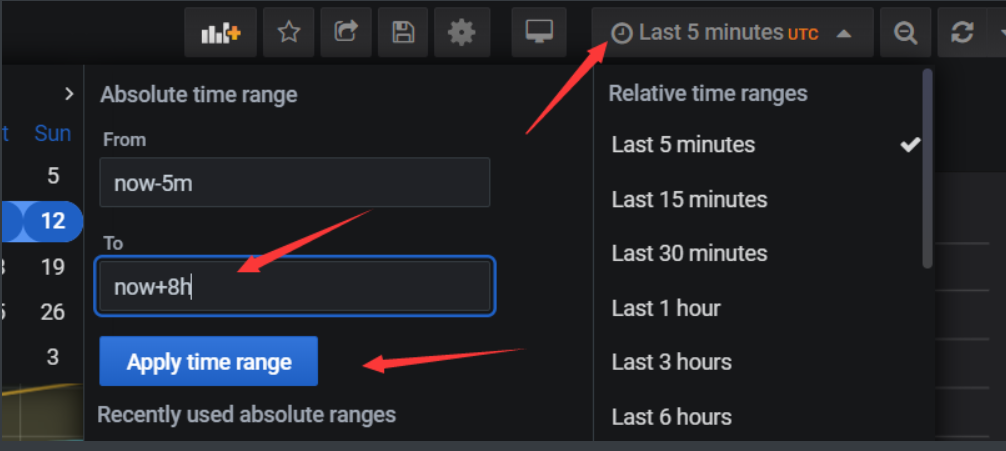 Last 5 minutes UTC
Absolute time range
From
now-5m
To
now+8h
Apply time range
Recently used absolute ranges
Relative time ranges
Last 5 minutes
Last 15 minutes
Last 30 minutes
Last 1 hour
Last 3 hours
Last 6 hours
Sun
5
12
19
26
3